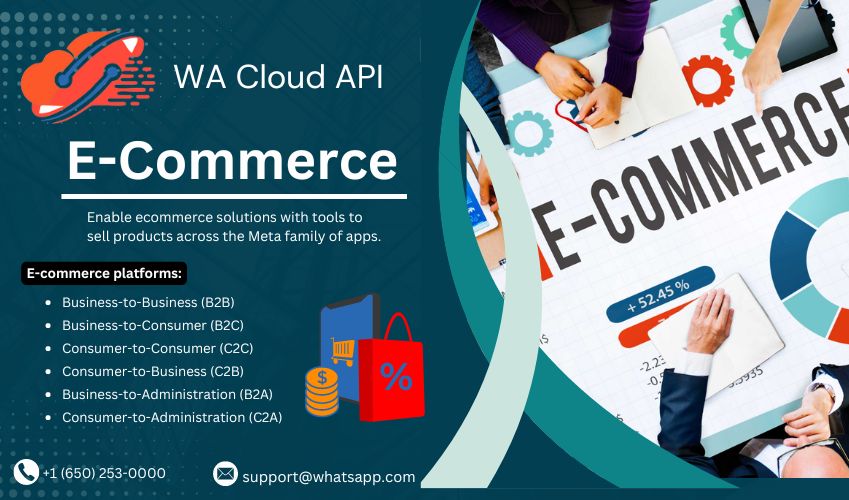 WA Cloud API
E-Commerce
Enable ecommerce solutions with tools to
sell products across the Meta family of apps.
E-commerce platforms:
Business-to-Business (B2B)
Business-to-Consumer (B2C)
Consumer-to-Consumer (C2C)
Consumer-to-Business (C2B)
Business-to-Administration (B2A)
Consumer-to-Administration (C2A)
$
%
+1 (650) 253-0000
support@whatsapp.com
E-COMMERCE
+ 52.45 %